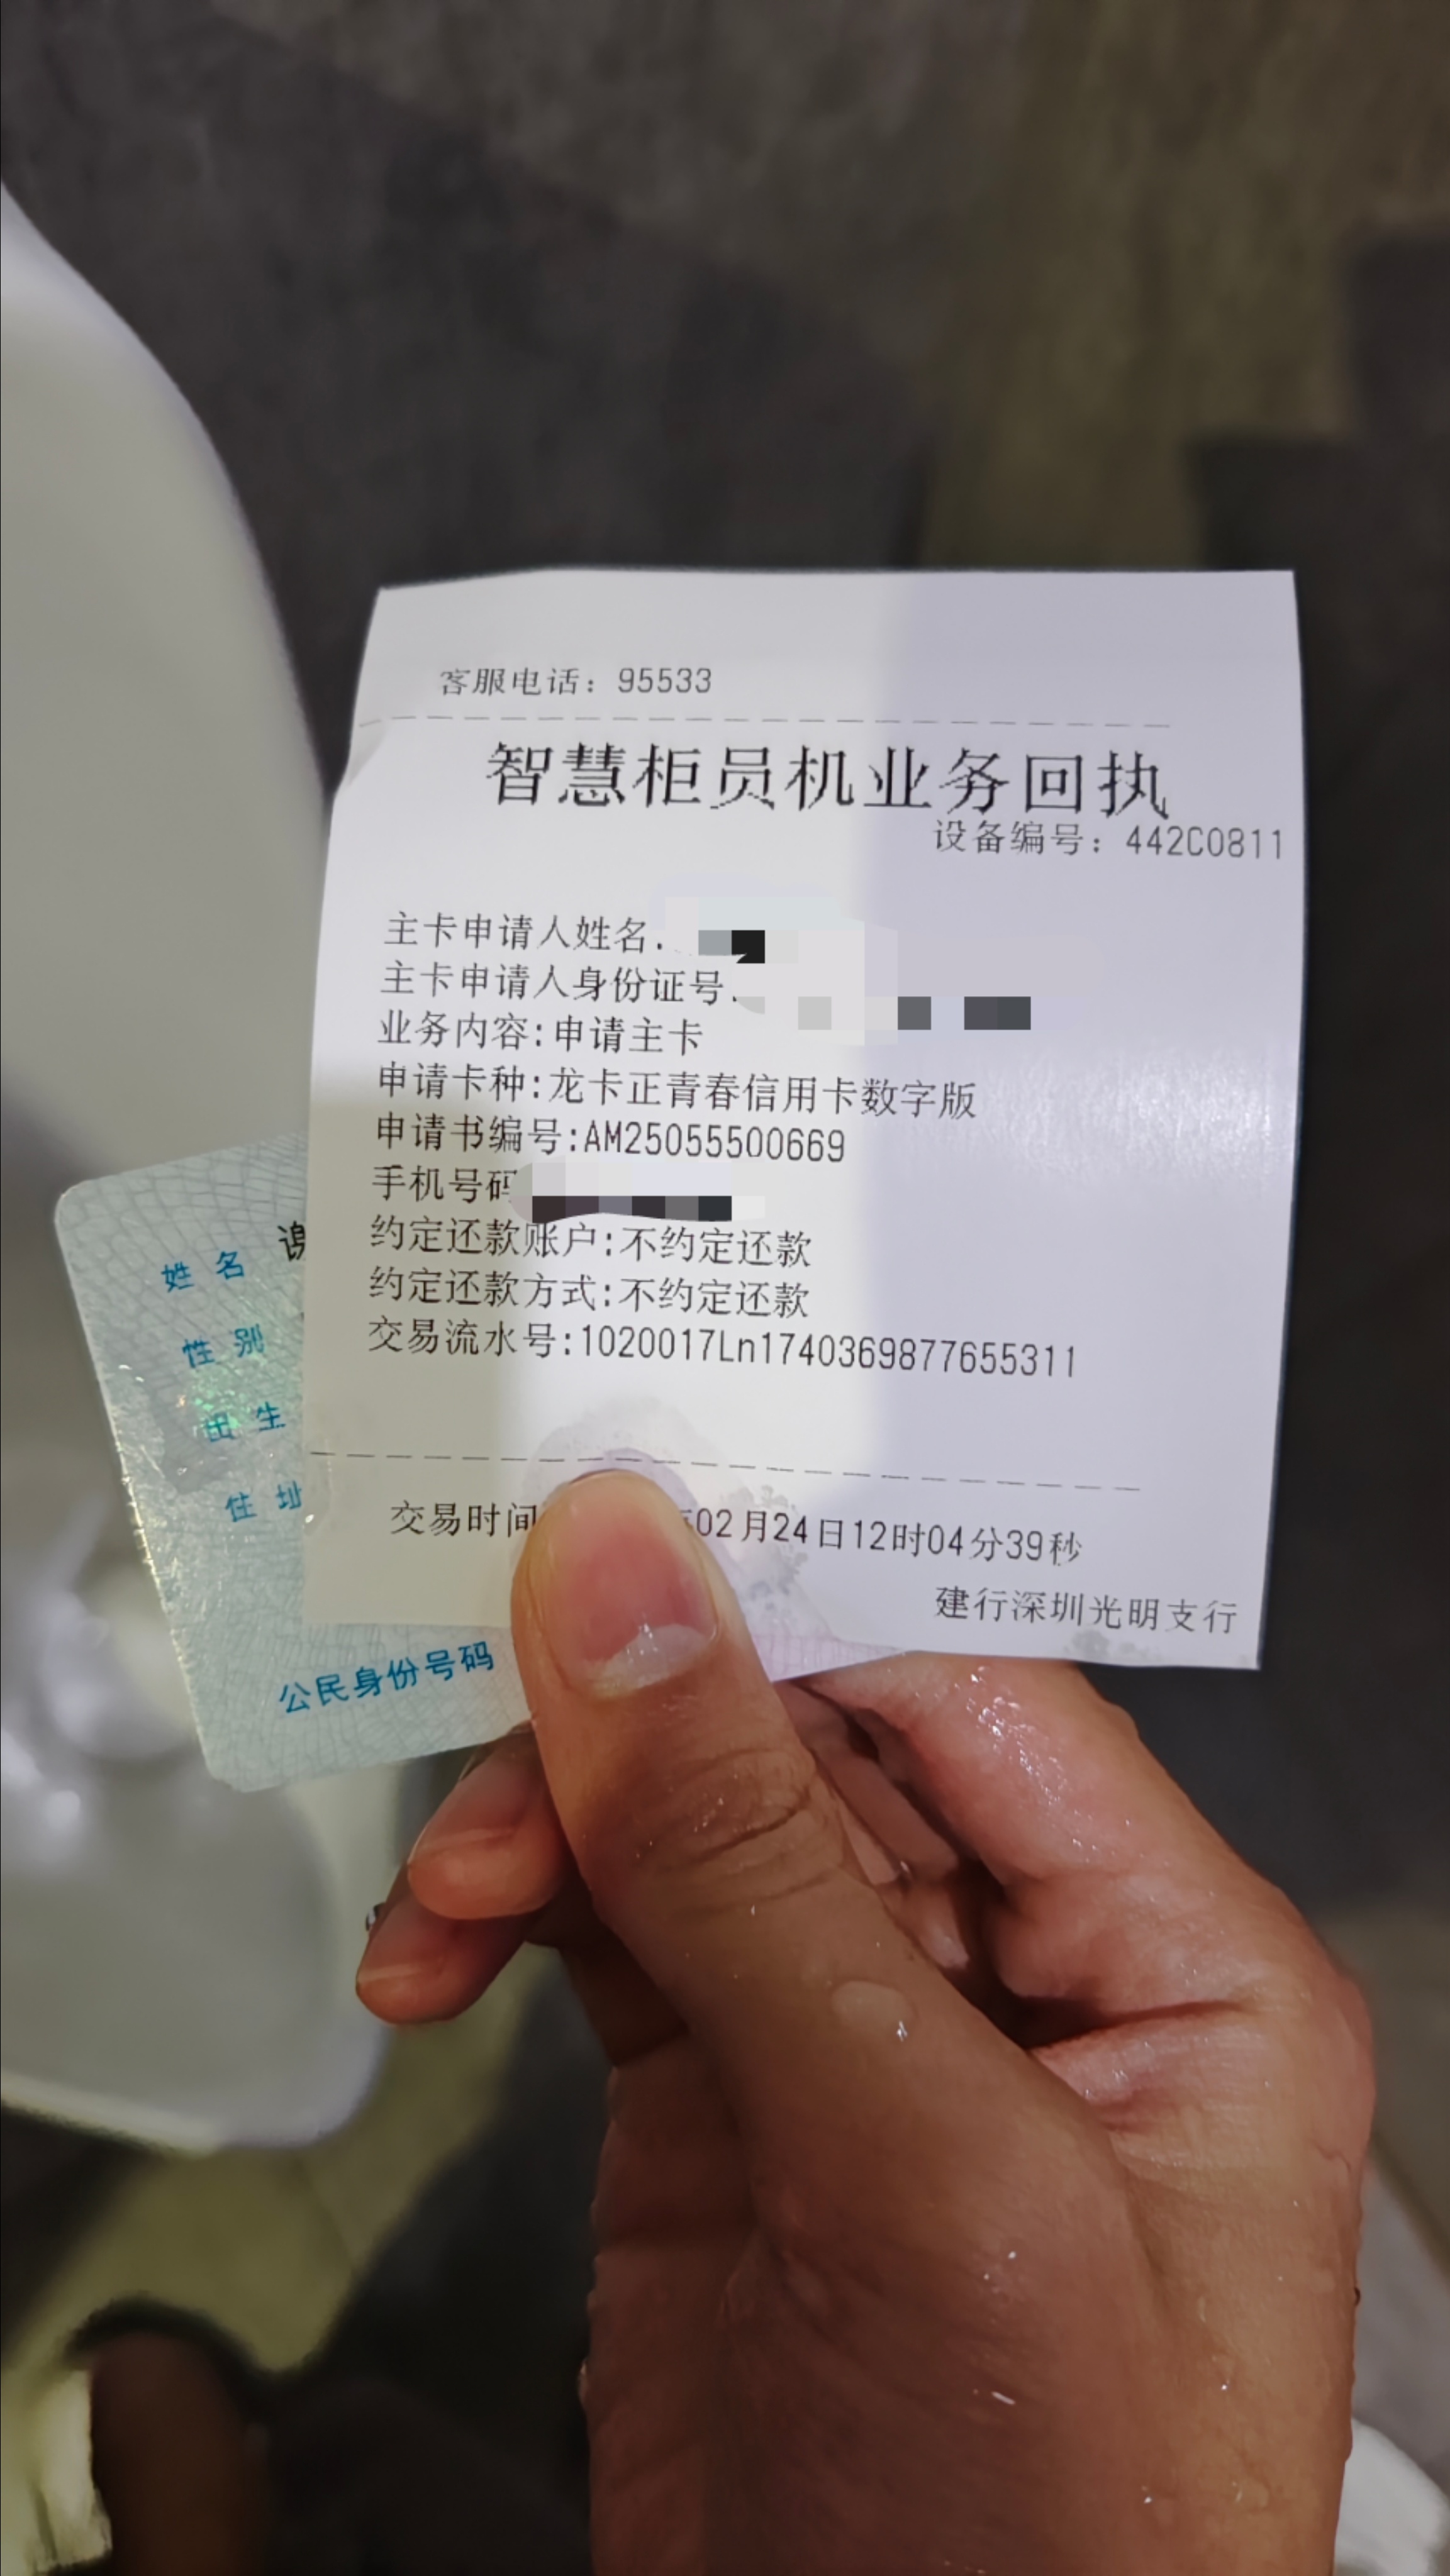 客服电话：95533
智慧柜员机业务回执
设备编号：442C0811
主卡申请人姓名:
主卡申请人身份证号:
业务内容:申请主卡
申请卡种:龙卡正青春信用卡数字版
申请书编号:AM25055500669
手机号码
约定还款账户:不约定还款
约定还款方式:不约定还款
交易流水号:1020017Ln1740369877655311
交易时间 02月24日12时04分39秒
建行深圳光明支行
姓名
性别
出生
住址
公民身份号码